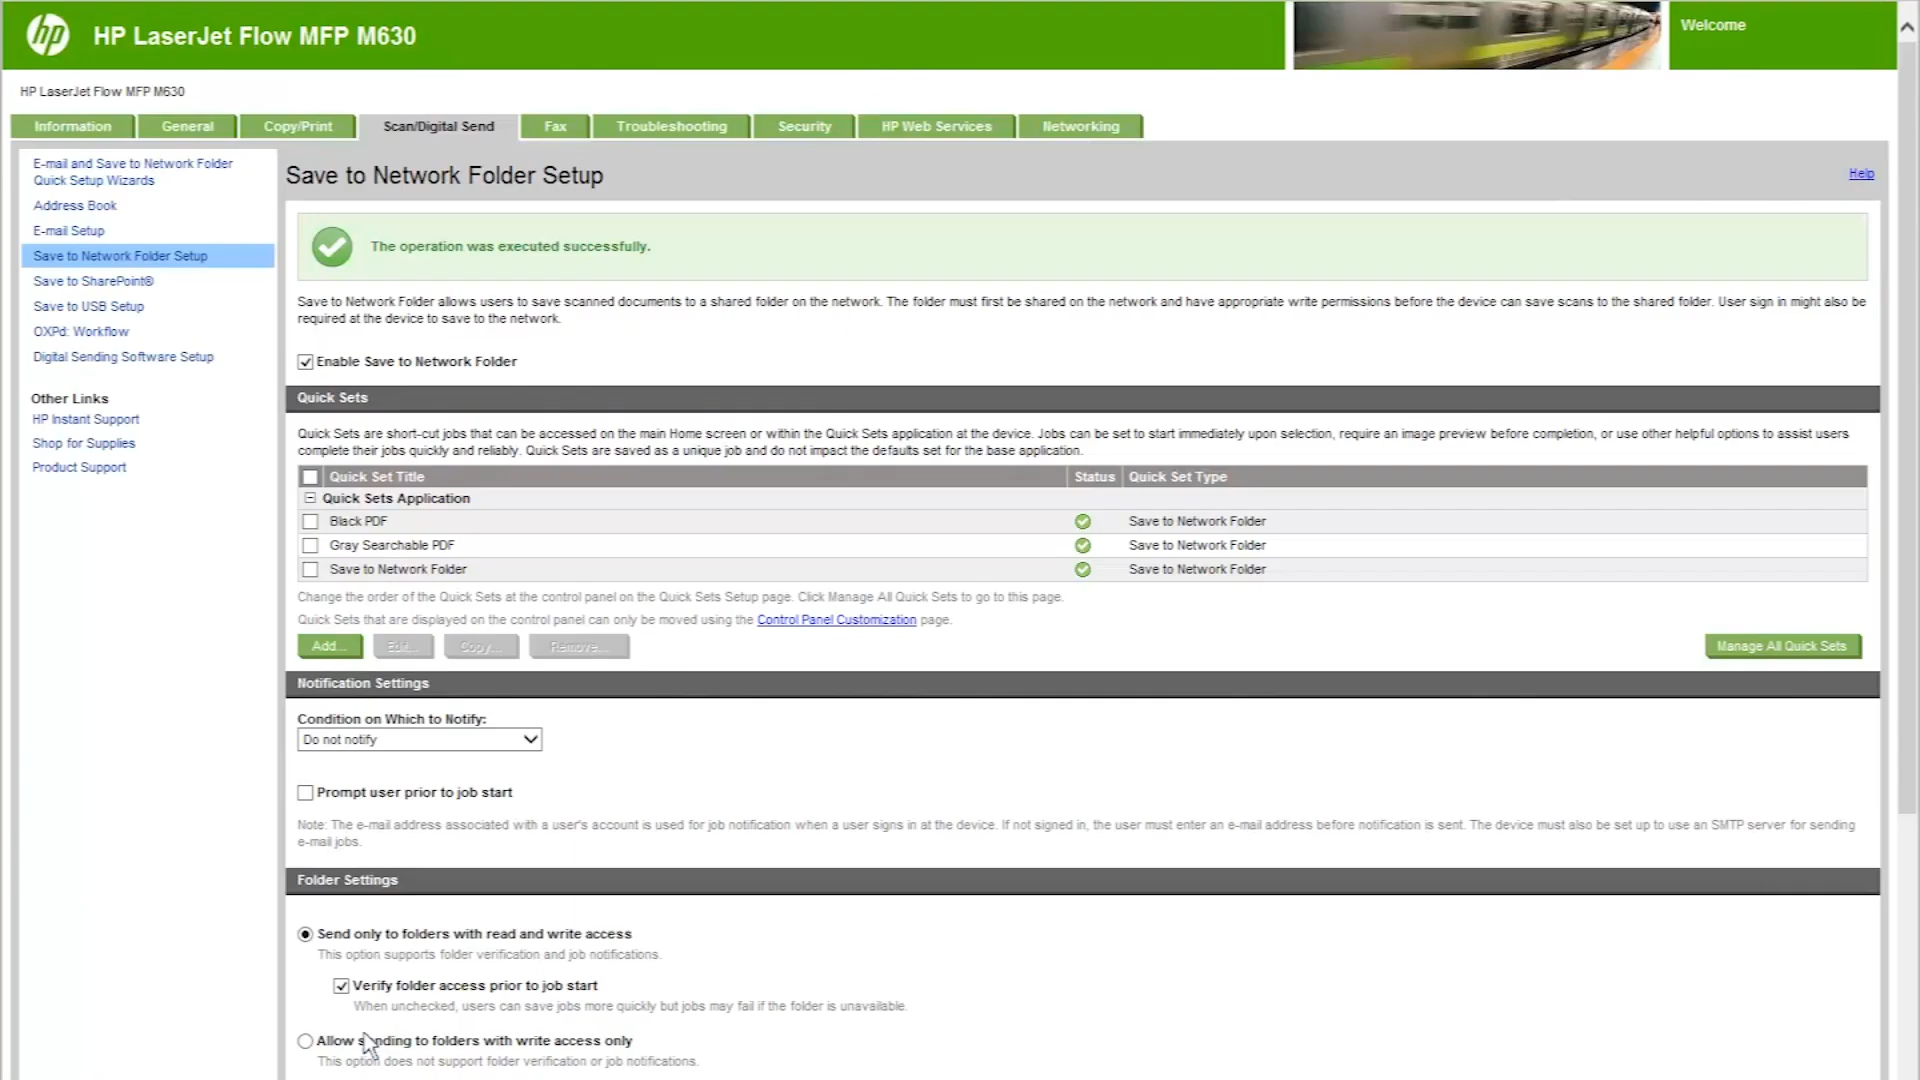 hp HP LaserJet Flow MFP M630
Welcome
HP LaserJet Flow MFP M630
Information General Copy/Print Scan/Digital Send Fax Troubleshooting Security HP Web Services Networking
E-mail and Save to Network Folder
Quick Setup Wizards
Address Book
E-mail Setup
Save to Network Folder Setup
Save to SharePoint®
Save to USB Setup
OXPd: Workflow
Digital Sending Software Setup
Other Links
HP Instant Support
Shop for Supplies
Product Support
Save to Network Folder Setup
Help
The operation was executed successfully.
Save to Network Folder allows users to save scanned documents to a shared folder on the network. The folder must first be shared on the network and have appropriate write permissions before the device can save scans to the shared folder. User sign in might also be
required at the device to save to the network.
Enable Save to Network Folder
Quick Sets
Quick Sets are short-cut jobs that can be accessed on the main Home screen or within the Quick Sets application at the device. Jobs can be set to start immediately upon selection, require an image preview before completion, or use other helpful options to assist users
complete their jobs quickly and reliably. Quick Sets are saved as a unique job and do not impact the defaults set for the base application.
Quick Set Title Status Quick Set Type
Quick Sets Application
Black PDF Save to Network Folder
Gray Searchable PDF Save to Network Folder
Save to Network Folder Save to Network Folder
Change the order of the Quick Sets at the control panel on the Quick Sets Setup page. Click Manage All Quick Sets to go to this page.
Quick Sets that are displayed on the control panel can only be moved using the Control Panel Customization page.
Add... Edit... Copy... Remove... Manage All Quick Sets
Notification Settings
Condition on Which to Notify:
Do not notify
Prompt user prior to job start
Note: The e-mail address associated with a user's account is used for job notification when a user signs in at the device. If not signed in, the user must enter an e-mail address before notification is sent. The device must also be set up to use an SMTP server for sending
e-mail jobs.
Folder Settings
Send only to folders with read and write access
This option supports folder verification and job notifications.
Verify folder access prior to job start
When unchecked, users can save jobs more quickly but jobs may fail if the folder is unavailable.
Allow sending to folders with write access only
This option does not support folder verification or job notifications.